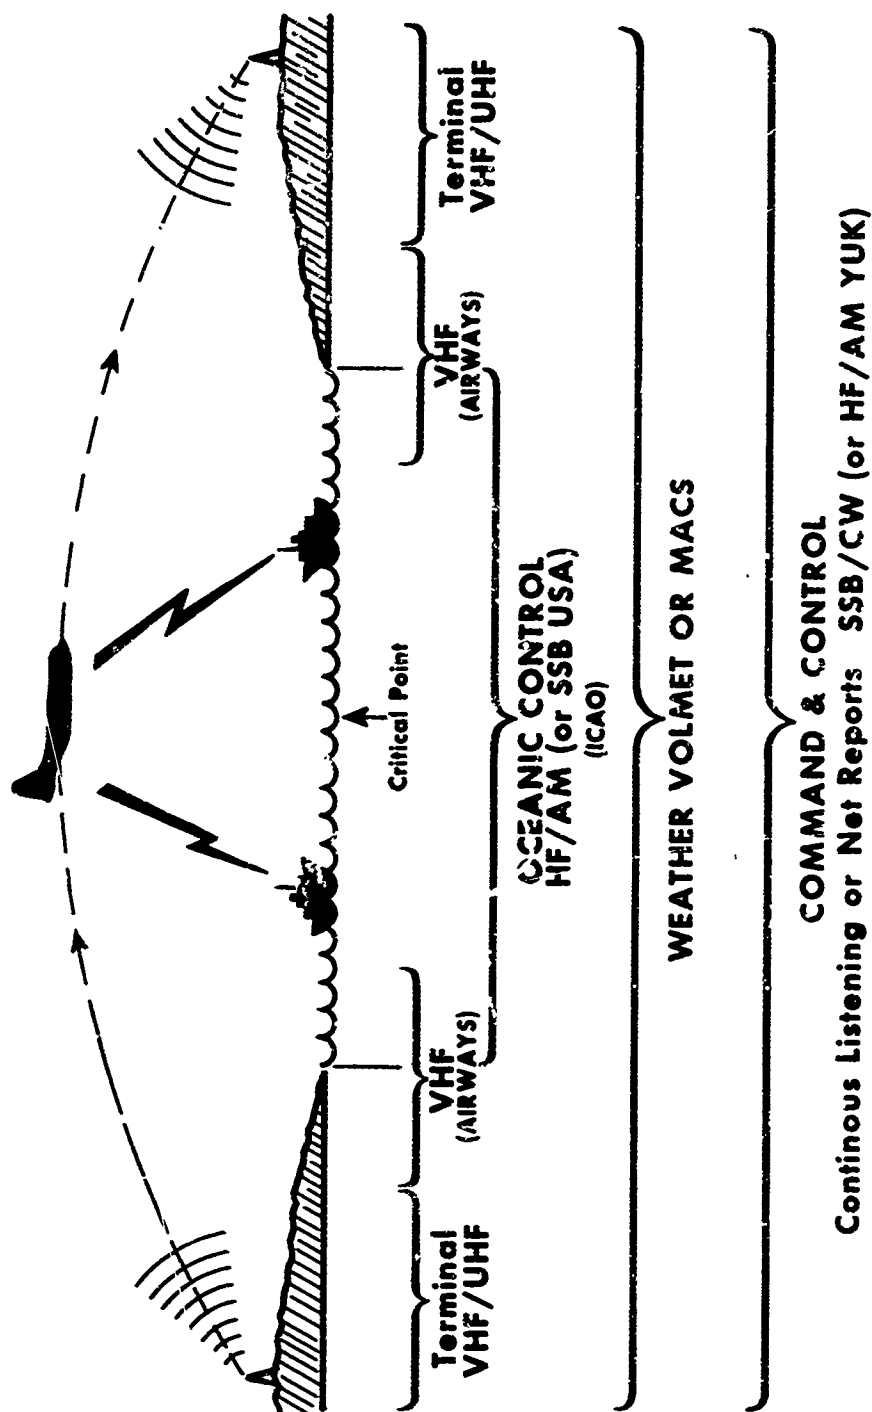 Critical Point
Terminal
VHF/UHF
VHF
(AIRWAYS)
VHF
(AIRWAYS)
Terminal
VHF/UHF
OCEANIC CONTROL
HF/AM (or SSB USA)
(ICAO)
WEATHER VOLMET OR MACS
COMMAND & CONTROL
Continous Listening or Net Reports SSB/CW (or HF/AM YUK)